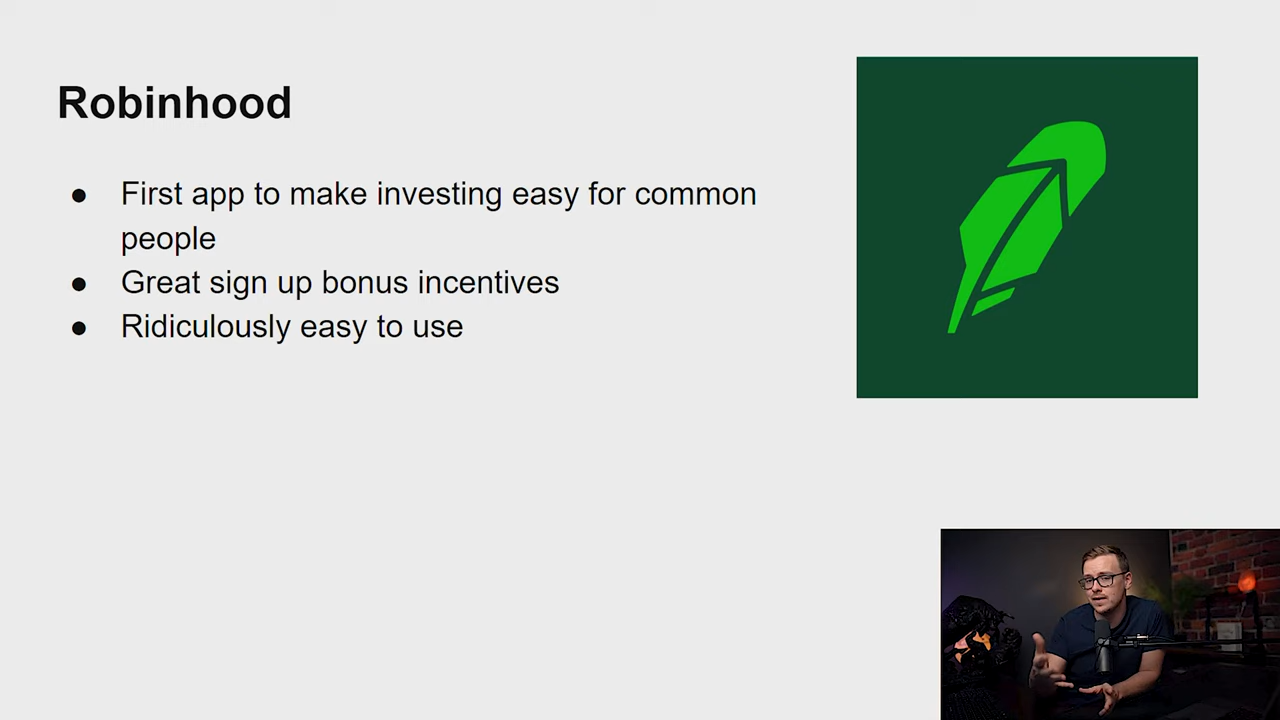 Robinhood
● First app to make investing easy for common
people
● Great sign up bonus incentives
● Ridiculously easy to use